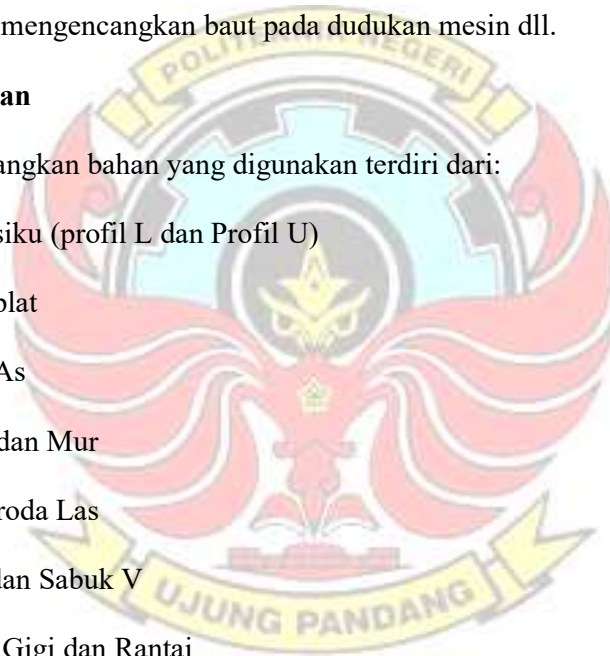 mengencangkan baut pada dudukan mesin dll.
POLITEKNIK NEGERI
an
angkan bahan yang digunakan terdiri dari:
siku (profil L dan Profil U)
plat
As
dan Mur
roda Las
dan Sabuk V
UJUNG PANDANG
Gigi dan Rantai